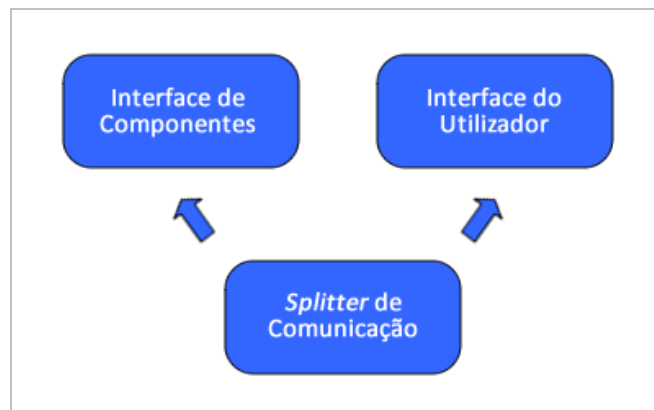 Interface de
Componentes
Interface do
Utilizador
Splitter de
Comunicação